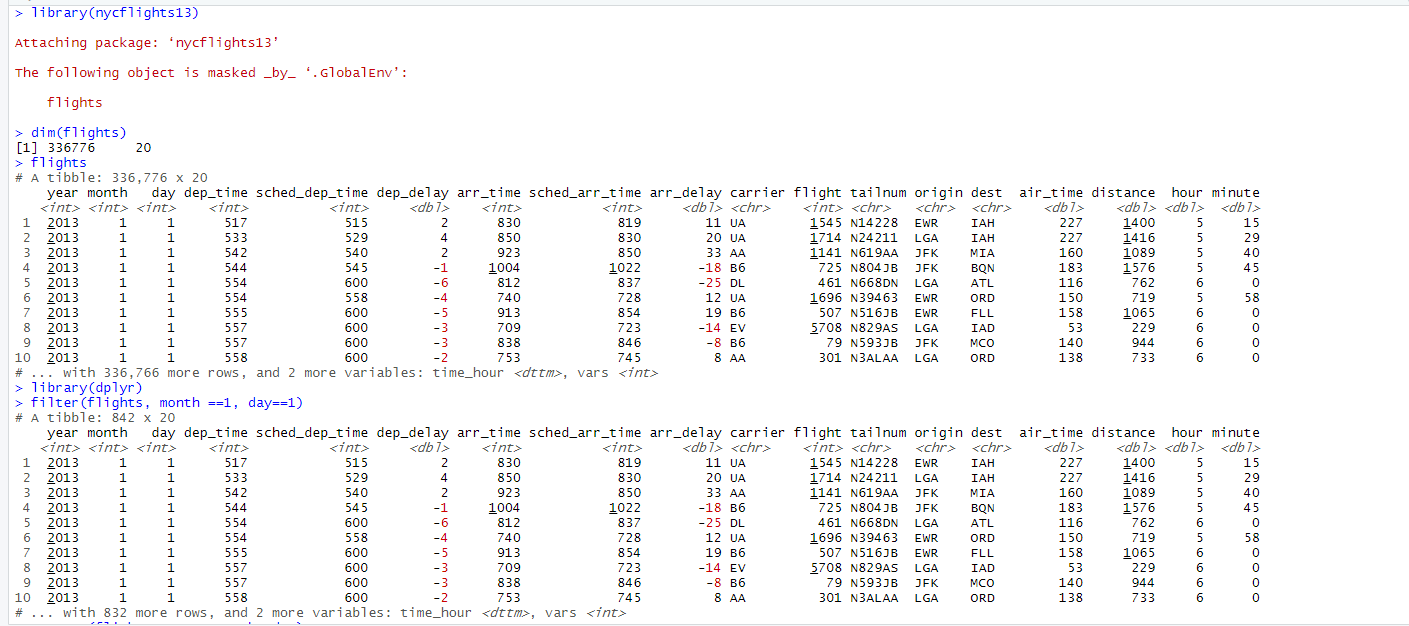 > library(nycflights13)
Attaching package: ‘nycflights13’
The following object is masked _by_ ‘.GlobalEnv’:
flights
> dim(flights)
[1] 336776     20
> flights
# A tibble: 336,776 x 20
year month   day dep_time sched_dep_time dep_delay arr_time sched_arr_time arr_delay carrier flight tailnum origin dest  air_time distance  hour minute
<int> <int> <int> <int> <int> <dbl> <int> <int> <dbl> <chr> <int> <chr> <chr> <chr> <dbl> <dbl> <dbl> <dbl>
1 2013 1 1 517 515 2 830 819 11 UA 1545 N14228 EWR IAH 227 1400 5 15
2 2013 1 1 533 529 4 850 830 20 UA 1714 N24211 LGA IAH 227 1416 5 29
3 2013 1 1 542 540 2 923 850 33 AA 1141 N619AA JFK MIA 160 1089 5 40
4 2013 1 1 544 545 -1 1004 1022 -18 B6 725 N804JB JFK BQN 183 1576 5 45
5 2013 1 1 554 600 -6 812 837 -25 DL 461 N668DN LGA ATL 116 762 6 0
6 2013 1 1 554 558 -4 740 728 12 UA 1696 N39463 EWR ORD 150 719 5 58
7 2013 1 1 555 600 -5 913 854 19 B6 507 N516JB EWR FLL 158 1065 6 0
8 2013 1 1 557 600 -3 709 723 -14 EV 5708 N829AS LGA IAD 53 229 6 0
9 2013 1 1 557 600 -3 838 846 -8 B6 79 N593JB JFK MCO 140 944 6 0
10 2013 1 1 558 600 -2 753 745 8 AA 301 N3ALAA LGA ORD 138 733 6 0
# ... with 336,766 more rows, and 2 more variables: time_hour <dttm>, vars <int>
> library(dplyr)
> filter(flights, month ==1, day==1)
# A tibble: 842 x 20
year month   day dep_time sched_dep_time dep_delay arr_time sched_arr_time arr_delay carrier flight tailnum origin dest  air_time distance  hour minute
<int> <int> <int> <int> <int> <dbl> <int> <int> <dbl> <chr> <int> <chr> <chr> <chr> <dbl> <dbl> <dbl> <dbl>
1 2013 1 1 517 515 2 830 819 11 UA 1545 N14228 EWR IAH 227 1400 5 15
2 2013 1 1 533 529 4 850 830 20 UA 1714 N24211 LGA IAH 227 1416 5 29
3 2013 1 1 542 540 2 923 850 33 AA 1141 N619AA JFK MIA 160 1089 5 40
4 2013 1 1 544 545 -1 1004 1022 -18 B6 725 N804JB JFK BQN 183 1576 5 45
5 2013 1 1 554 600 -6 812 837 -25 DL 461 N668DN LGA ATL 116 762 6 0
6 2013 1 1 554 558 -4 740 728 12 UA 1696 N39463 EWR ORD 150 719 5 58
7 2013 1 1 555 600 -5 913 854 19 B6 507 N516JB EWR FLL 158 1065 6 0
8 2013 1 1 557 600 -3 709 723 -14 EV 5708 N829AS LGA IAD 53 229 6 0
9 2013 1 1 557 600 -3 838 846 -8 B6 79 N593JB JFK MCO 140 944 6 0
10 2013 1 1 558 600 -2 753 745 8 AA 301 N3ALAA LGA ORD 138 733 6 0
# ... with 832 more rows, and 2 more variables: time_hour <dttm>, vars <int>